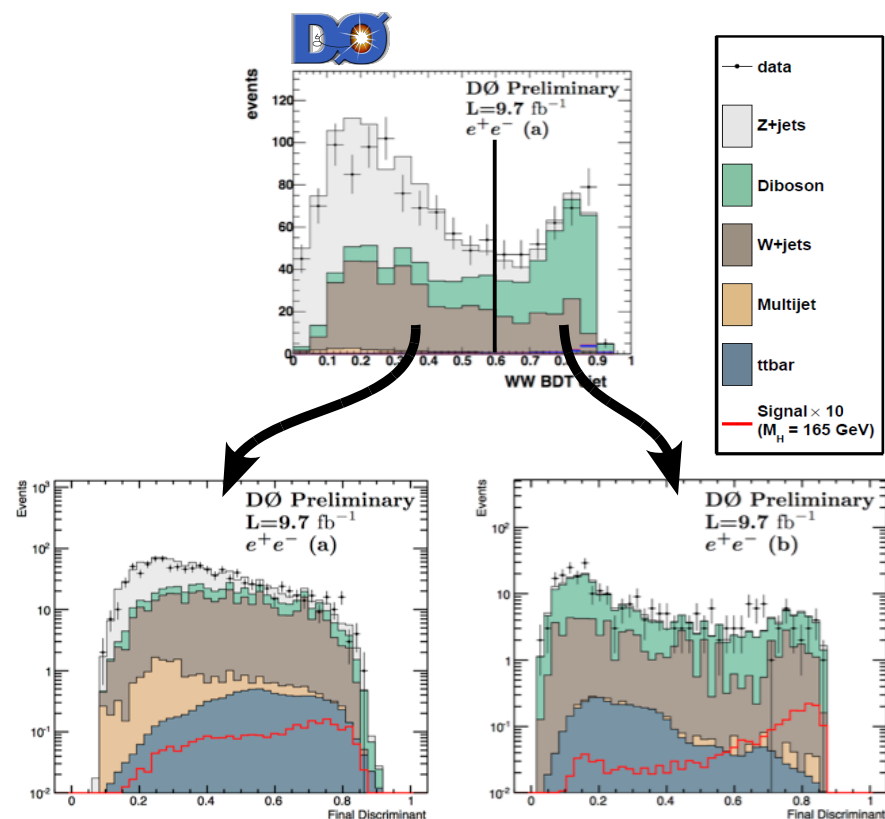 DØ
events
DØ Preliminary
L=9.7 fb⁻¹
e⁺e⁻ (a)
120
100
80
60
40
20
0
0 0.1 0.2 0.3 0.4 0.5 0.6 0.7 0.8 0.9 1
WW BDT
data
Z+jets
Diboson
W+jets
Multijet
ttbar
Signal × 10
(M_H = 165 GeV)
Events
DØ Preliminary
L=9.7 fb⁻¹
e⁺e⁻ (a)
10³
10²
10
1
10⁻¹
10⁻²
0 0.2 0.4 0.6 0.8 1
Final Discriminant
Events
DØ Preliminary
L=9.7 fb⁻¹
e⁺e⁻ (b)
10²
10
1
10⁻¹
10⁻²
0 0.2 0.4 0.6 0.8 1
Final Discriminant